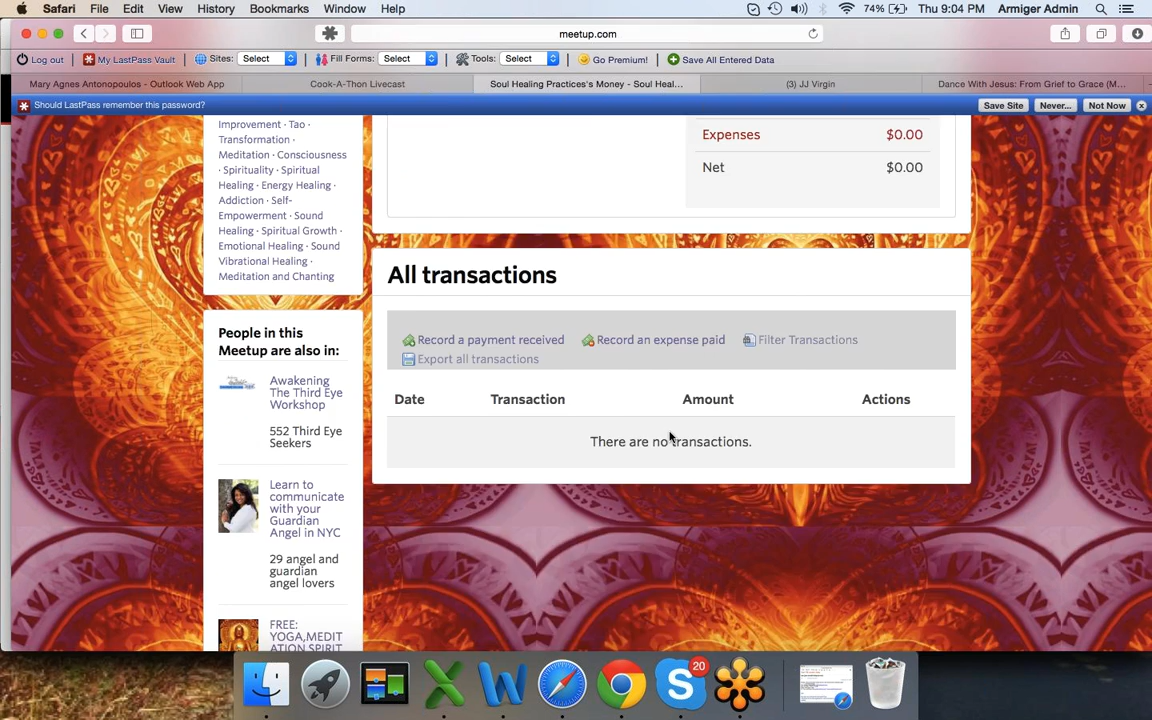 Safari File Edit View History Bookmarks Window Help 74% Thu 9:04 PM Armiger Admin
meetup.com
Log out My LastPass Vault Sites: Select Fill Forms: Select Tools: Select Go Premium! Save All Entered Data
Mary Agnes Antonopoulos - Outlook Web App Cook-A-Thon Livecast Soul Healing Practices's Money - Soul Heal... (3) JJ Virgin Dance With Jesus: From Grief to Grace (M...
Should LastPass remember this password? Save Site Never... Not Now
Improvement · Tao ·
Transformation ·
Meditation · Consciousness
· Spirituality · Spiritual
Healing · Energy Healing ·
Addiction · Self-
Empowerment · Sound
Healing · Spiritual Growth ·
Emotional Healing · Sound
Vibrational Healing ·
Meditation and Chanting
People in this
Meetup are also in:
Awakening
The Third Eye
Workshop
552 Third Eye
Seekers
Learn to
communicate
with your
Guardian
Angel in NYC
29 angel and
guardian
angel lovers
FREE:
YOGA,MEDIT
ATION,SPIRIT
Expenses $0.00
Net $0.00
All transactions
Record a payment received Record an expense paid Filter Transactions
Export all transactions
Date Transaction Amount Actions
There are no transactions.
20